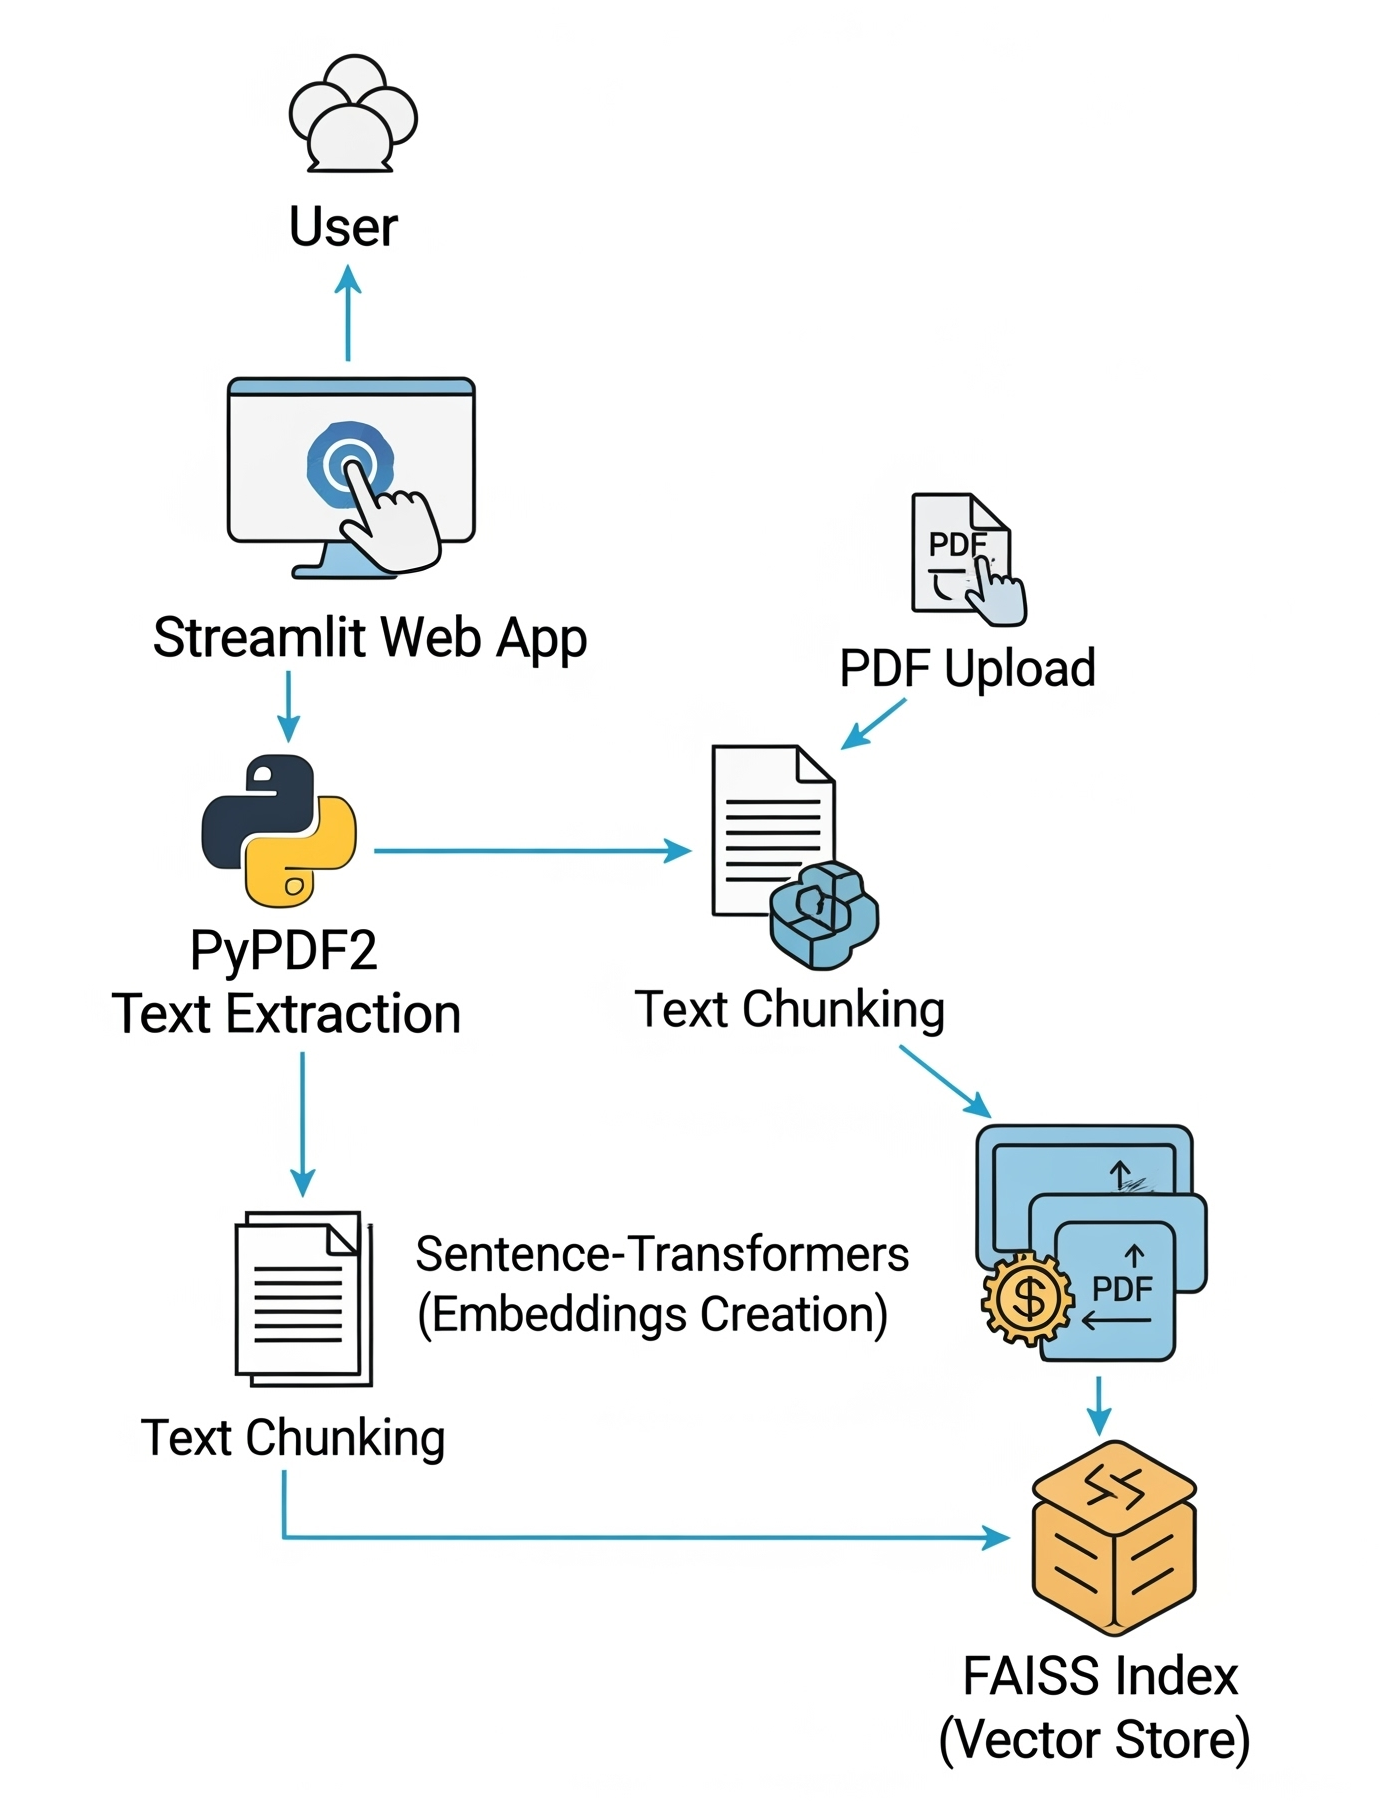 User
Streamlit Web App
PDF
PDF Upload
PyPDF2
Text Extraction
Text Chunking
Sentence-Transformers
(Embeddings Creation)
$
PDF
Text Chunking
FAISS Index
(Vector Store)